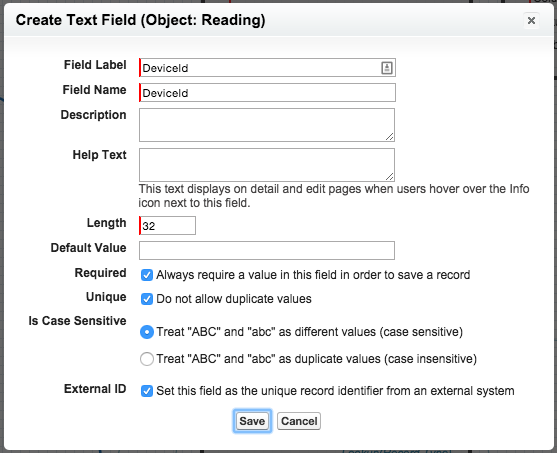 Create Text Field (Object: Reading)
Field Label DeviceId
Field Name DeviceId
Description
Help Text
This text displays on detail and edit pages when users hover over the Info
icon next to this field.
Length 32
Default Value
Required Always require a value in this field in order to save a record
Unique Do not allow duplicate values
Is Case Sensitive
Treat "ABC" and "abc" as different values (case sensitive)
Treat "ABC" and "abc" as duplicate values (case insensitive)
External ID Set this field as the unique record identifier from an external system
Save Cancel